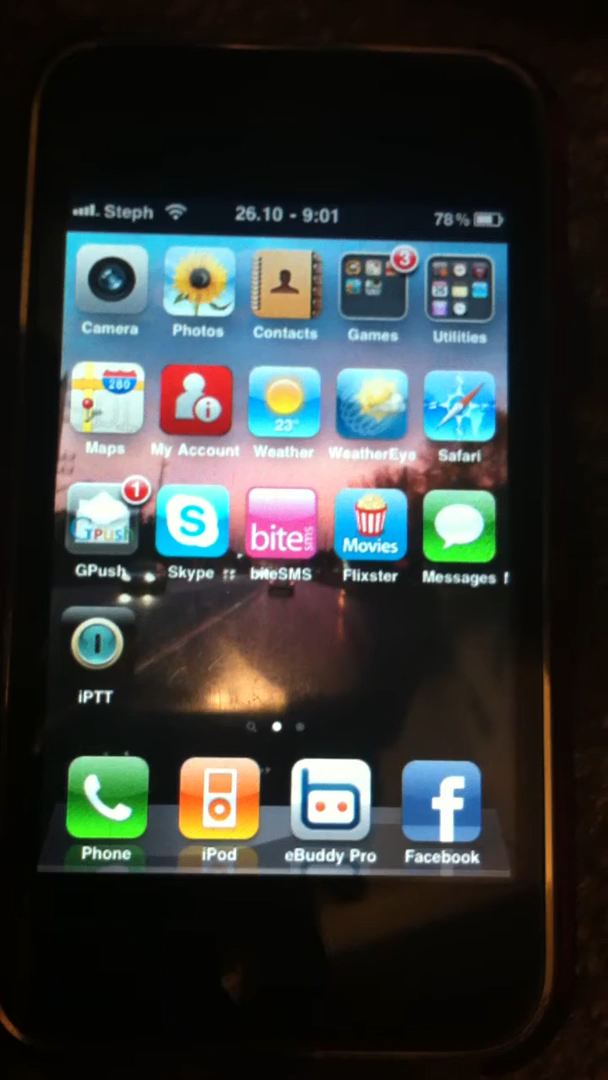 Steph 26.10 - 9:01 78%
3
Camera Photos Contacts Games Utilities
280
23°
Maps My Account Weather WeatherEye Safari
1
GPush S bite sms Movies
GPush Skype biteSMS Flixster Messages
iPTT
f
Phone iPod eBuddy Pro Facebook